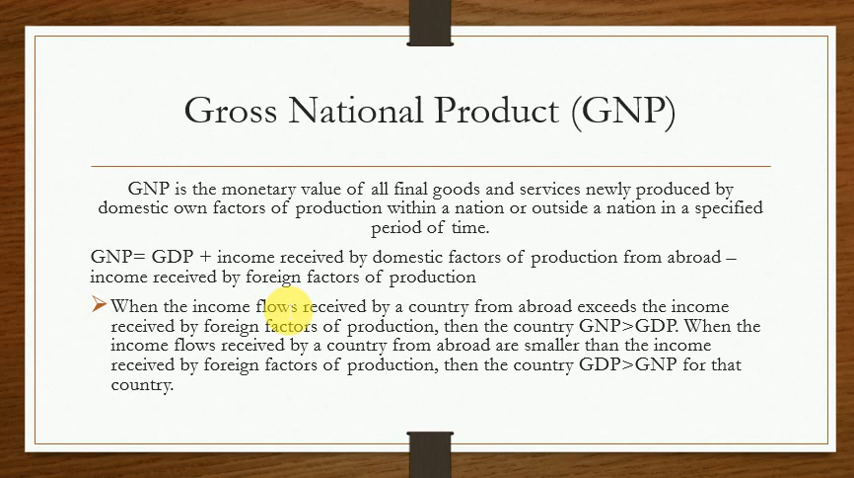 Gross National Product (GNP)
GNP is the monetary value of all final goods and services newly produced by
domestic own factors of production within a nation or outside a nation in a specified
period of time.
GNP= GDP + income received by domestic factors of production from abroad –
income received by foreign factors of production
When the income flows received by a country from abroad exceeds the income
received by foreign factors of production, then the country GNP>GDP. When the
income flows received by a country from abroad are smaller than the income
received by foreign factors of production, then the country GDP>GNP for that
country.